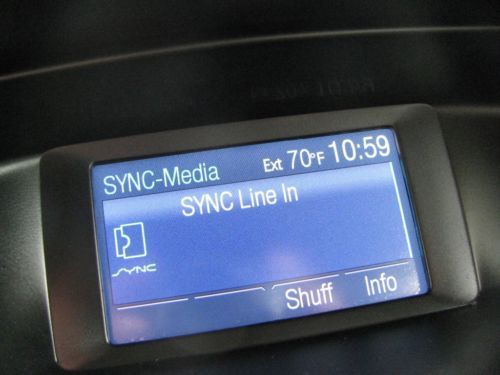 SYNC-Media Ext 70°F 10:59
SYNC Line In
SYNC
Shuff Info